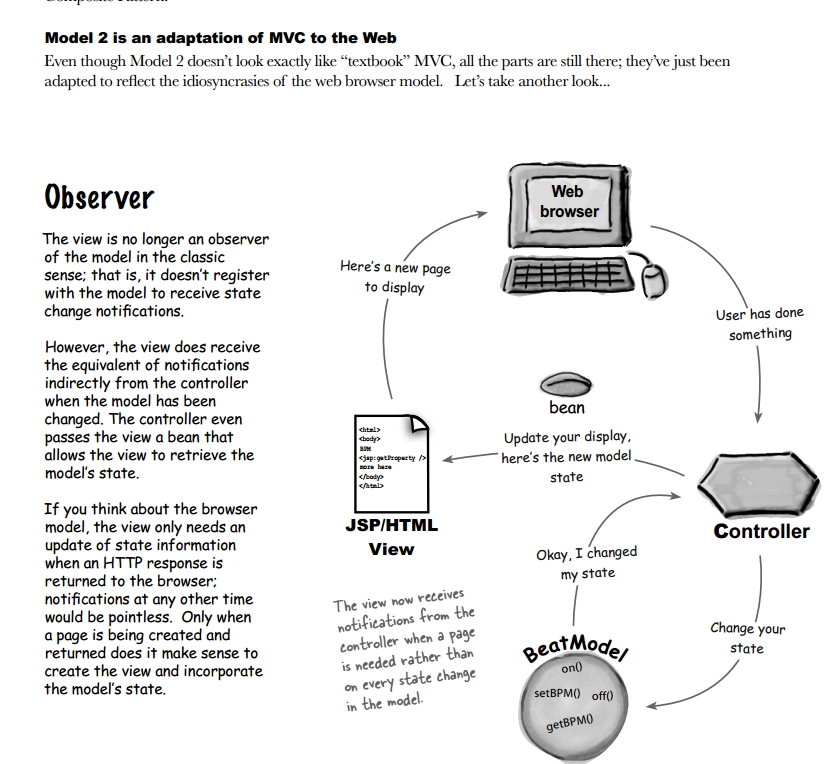 Composite Pattern.
Model 2 is an adaptation of MVC to the Web
Even though Model 2 doesn't look exactly like "textbook" MVC, all the parts are still there; they've just been
adapted to reflect the idiosyncrasies of the web browser model. Let's take another look...
Observer
The view is no longer an observer
of the model in the classic
sense; that is, it doesn't register
with the model to receive state
change notifications.
However, the view does receive
the equivalent of notifications
indirectly from the controller
when the model has been
changed. The controller even
passes the view a bean that
allows the view to retrieve the
model's state.
If you think about the browser
model, the view only needs an
update of state information
when an HTTP response is
returned to the browser;
notifications at any other time
would be pointless. Only when
a page is being created and
returned does it make sense to
create the view and incorporate
the model's state.
Web
browser
Here's a new page
to display
User has done
something
bean
Update your display,
here's the new model
state
<html>
<body>
BPM
<jsp:getProperty />
more here
</body>
</html>
JSP/HTML
View
Controller
Okay, I changed
my state
Change your
state
The view now receives
notifications from the
controller when a page
is needed rather than
on every state change
in the model.
BeatModel
on()
setBPM() off()
getBPM()